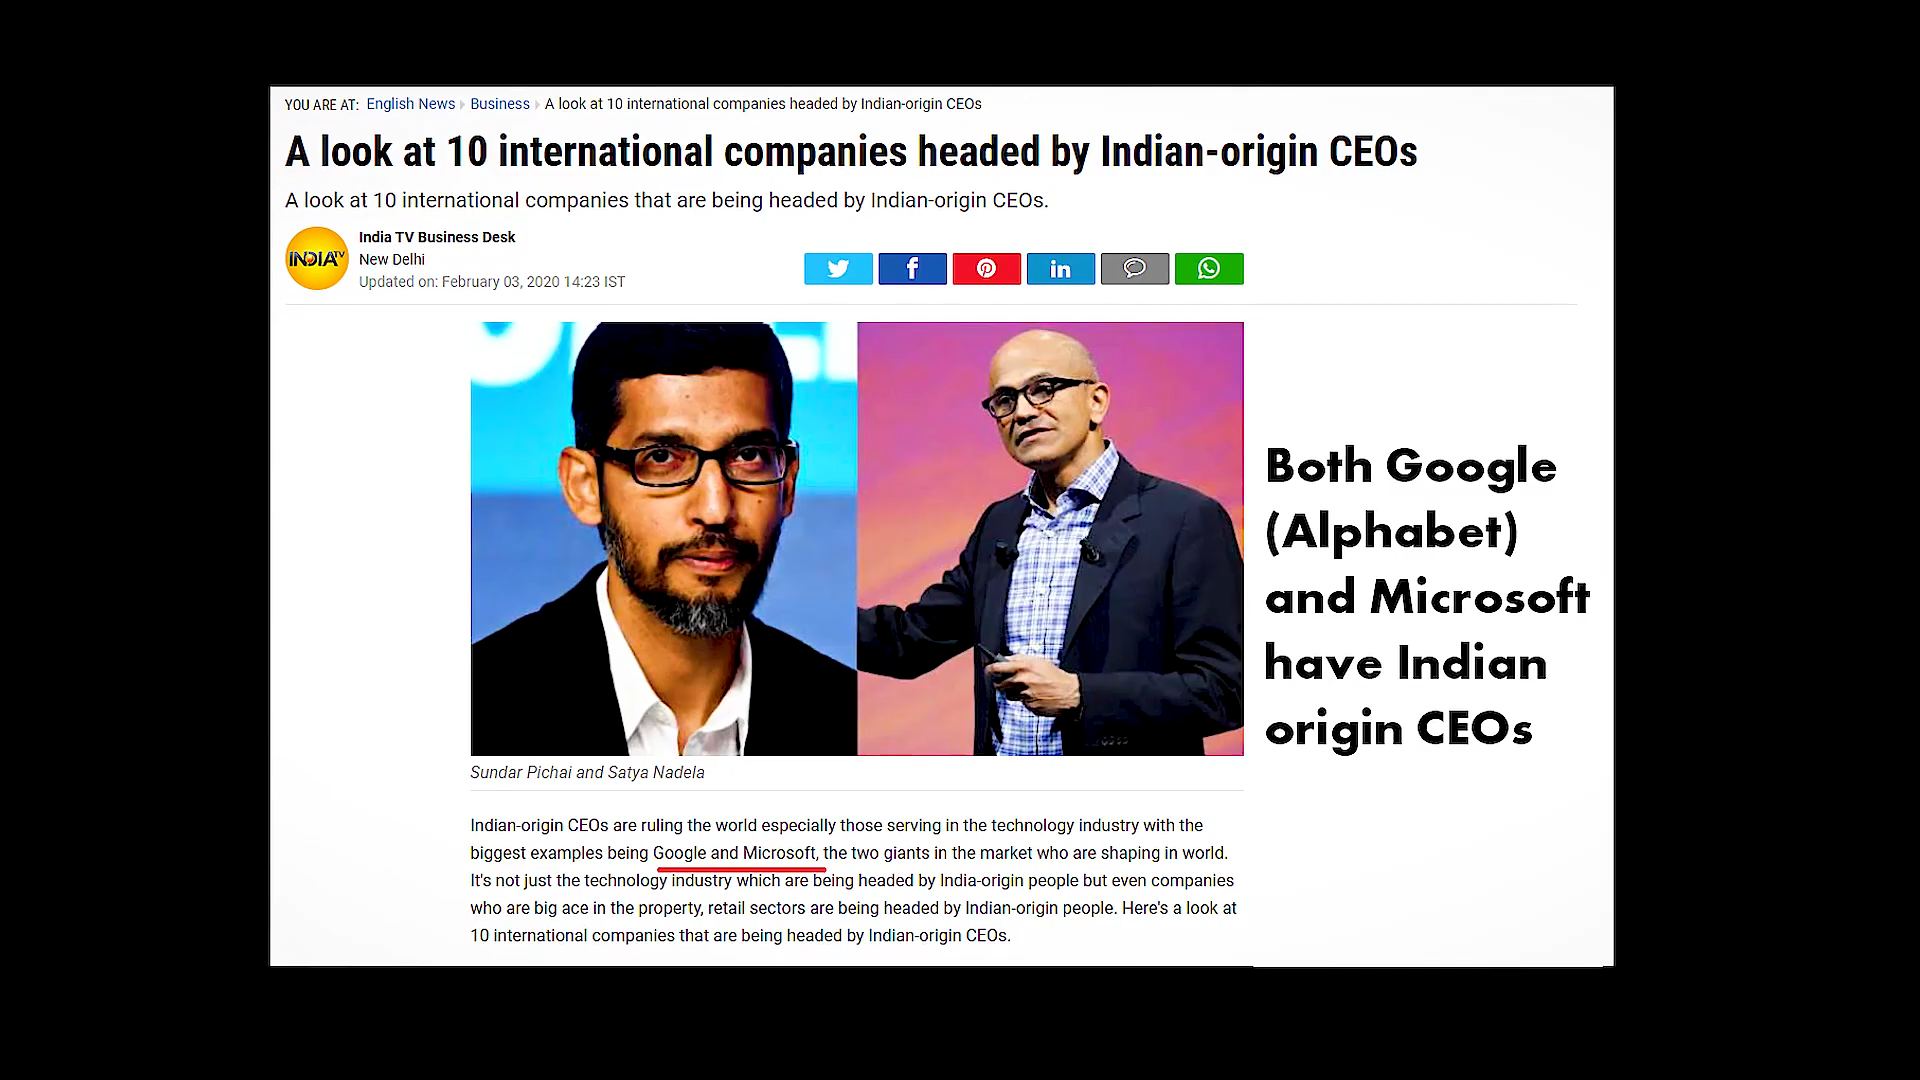 YOU ARE AT: English News Business A look at 10 international companies headed by Indian-origin CEOs
A look at 10 international companies headed by Indian-origin CEOs
A look at 10 international companies that are being headed by Indian-origin CEOs.
INDIA TV
India TV Business Desk
New Delhi
Updated on: February 03, 2020 14:23 IST
Both Google
(Alphabet)
and Microsoft
have Indian
origin CEOs
Sundar Pichai and Satya Nadela
Indian-origin CEOs are ruling the world especially those serving in the technology industry with the
biggest examples being Google and Microsoft, the two giants in the market who are shaping in world.
It's not just the technology industry which are being headed by India-origin people but even companies
who are big ace in the property, retail sectors are being headed by Indian-origin people. Here's a look at
10 international companies that are being headed by Indian-origin CEOs.